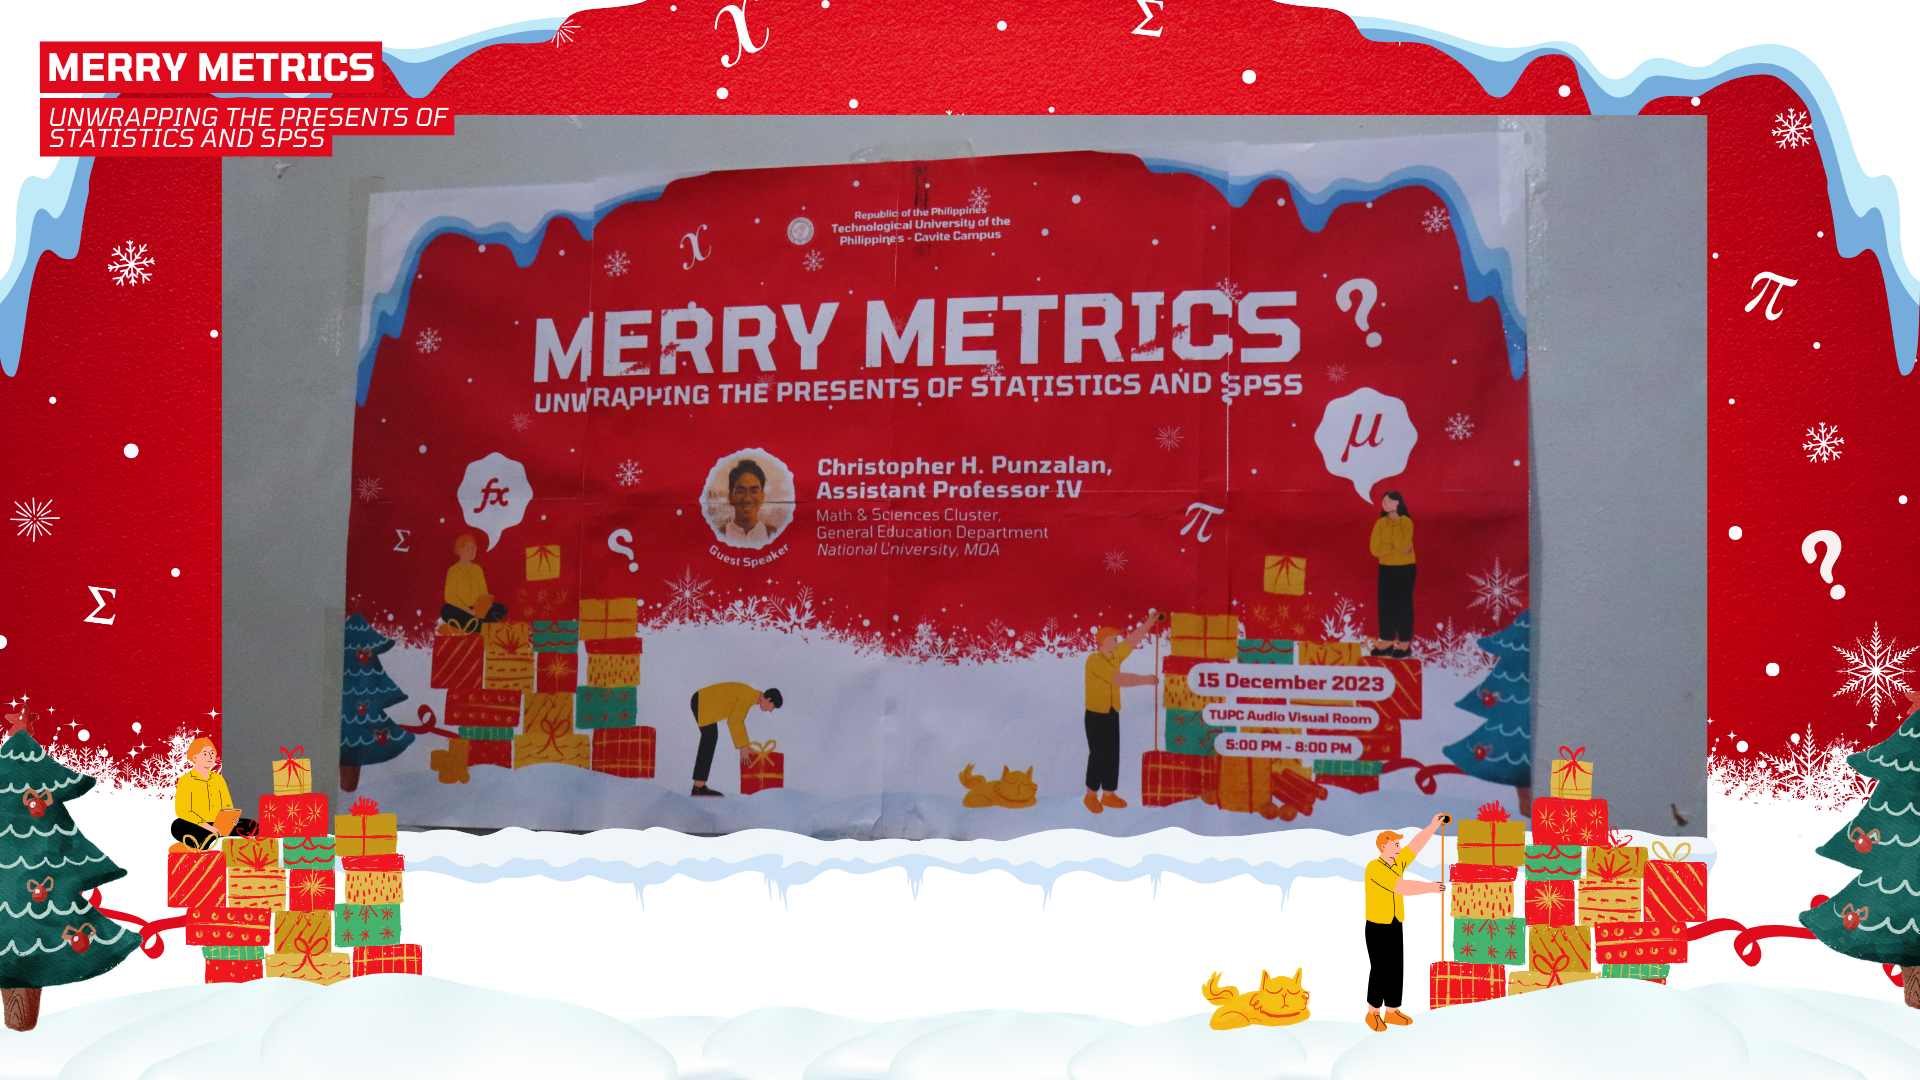 MERRY METRICS
UNWRAPPING THE PRESENTS OF
STATISTICS AND SPSS
x
Σ
Republic of the Philippines
Technological University of the
Philippines - Cavite Campus
x
MERRY METRICS ?
UNWRAPPING THE PRESENTS OF STATISTICS AND SPSS
π
μ
fx
Christopher H. Punzalan,
Assistant Professor IV
Math & Sciences Cluster,
General Education Department
National University, MOA
Guest Speaker
Σ
?
π
?
Σ
15 December 2023
TUPC Audio Visual Room
5:00 PM - 8:00 PM